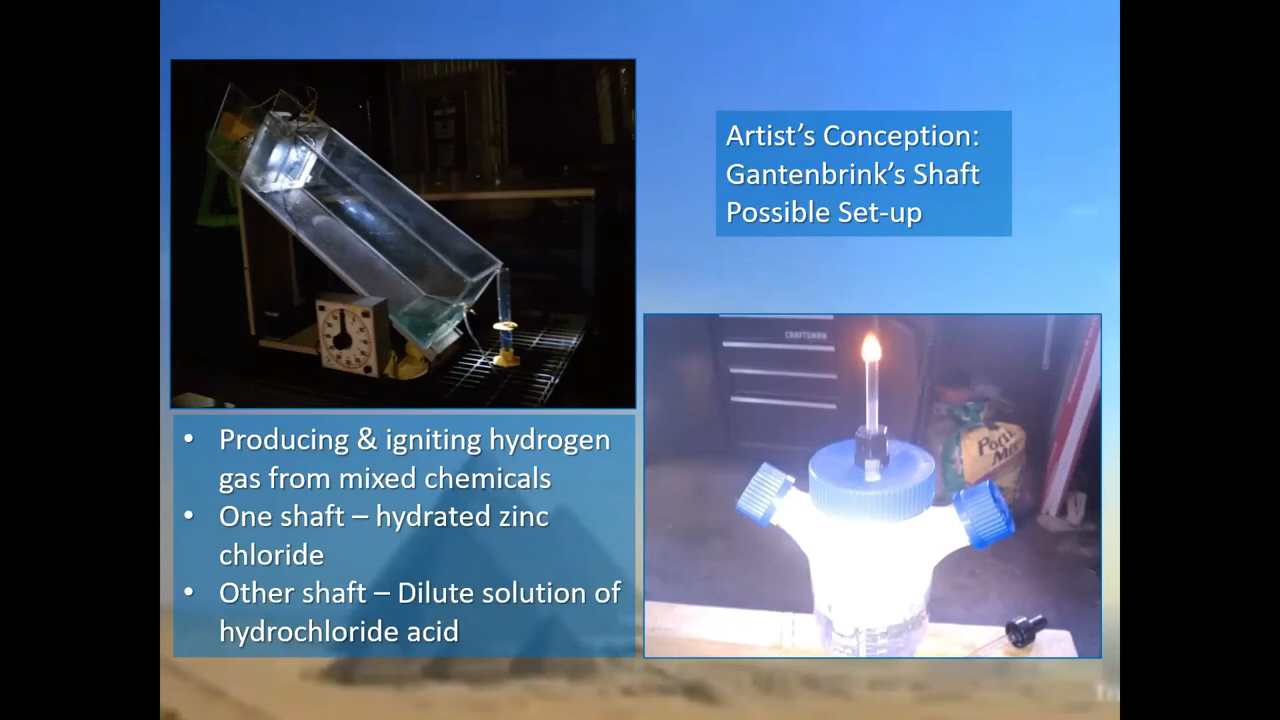 Artist's Conception:
Gantenbrink's Shaft
Possible Set-up
CRAFTSMAN
• Producing & igniting hydrogen
gas from mixed chemicals
• One shaft – hydrated zinc
chloride
• Other shaft – Dilute solution of
hydrochloride acid